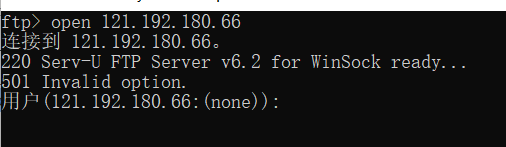 ftp> open 121.192.180.66
连接到 121.192.180.66。
220 Serv-U FTP Server v6.2 for WinSock ready...
501 Invalid option.
用户(121.192.180.66:(none)):